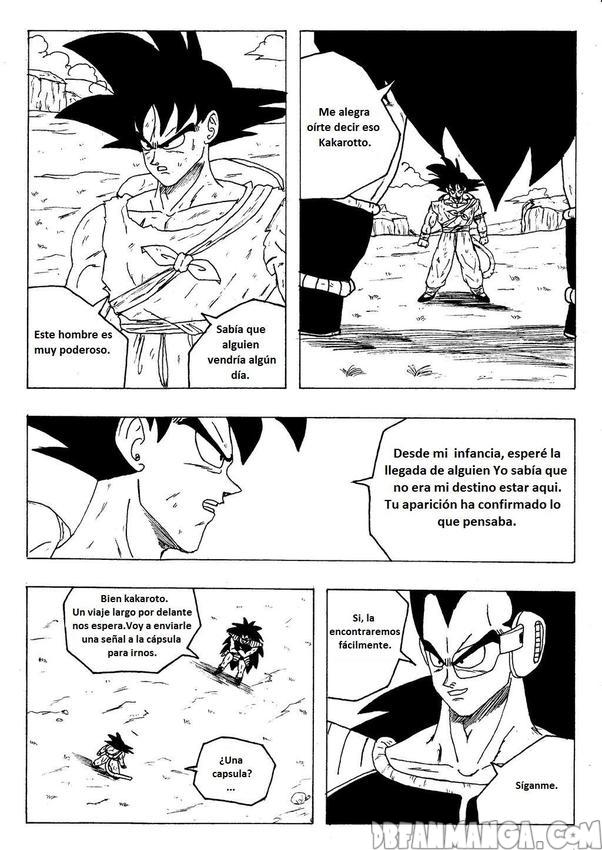 Este hombre es
muy poderoso.
Sabía que
alguien
vendría algún
día.
Me alegra
oírte decir eso
Kakarotto.
Desde mi infancia, esperé la
llegada de alguien Yo sabía que
no era mi destino estar aqui.
Tu aparición ha confirmado lo
que pensaba.
Bien kakaroto.
Un viaje largo por delante
nos espera.Voy a enviarle
una señal a la cápsula
para irnos.
¿Una
capsula?
...
Si, la
encontraremos
fácilmente.
Síganme.
DBFANMANGA.COM